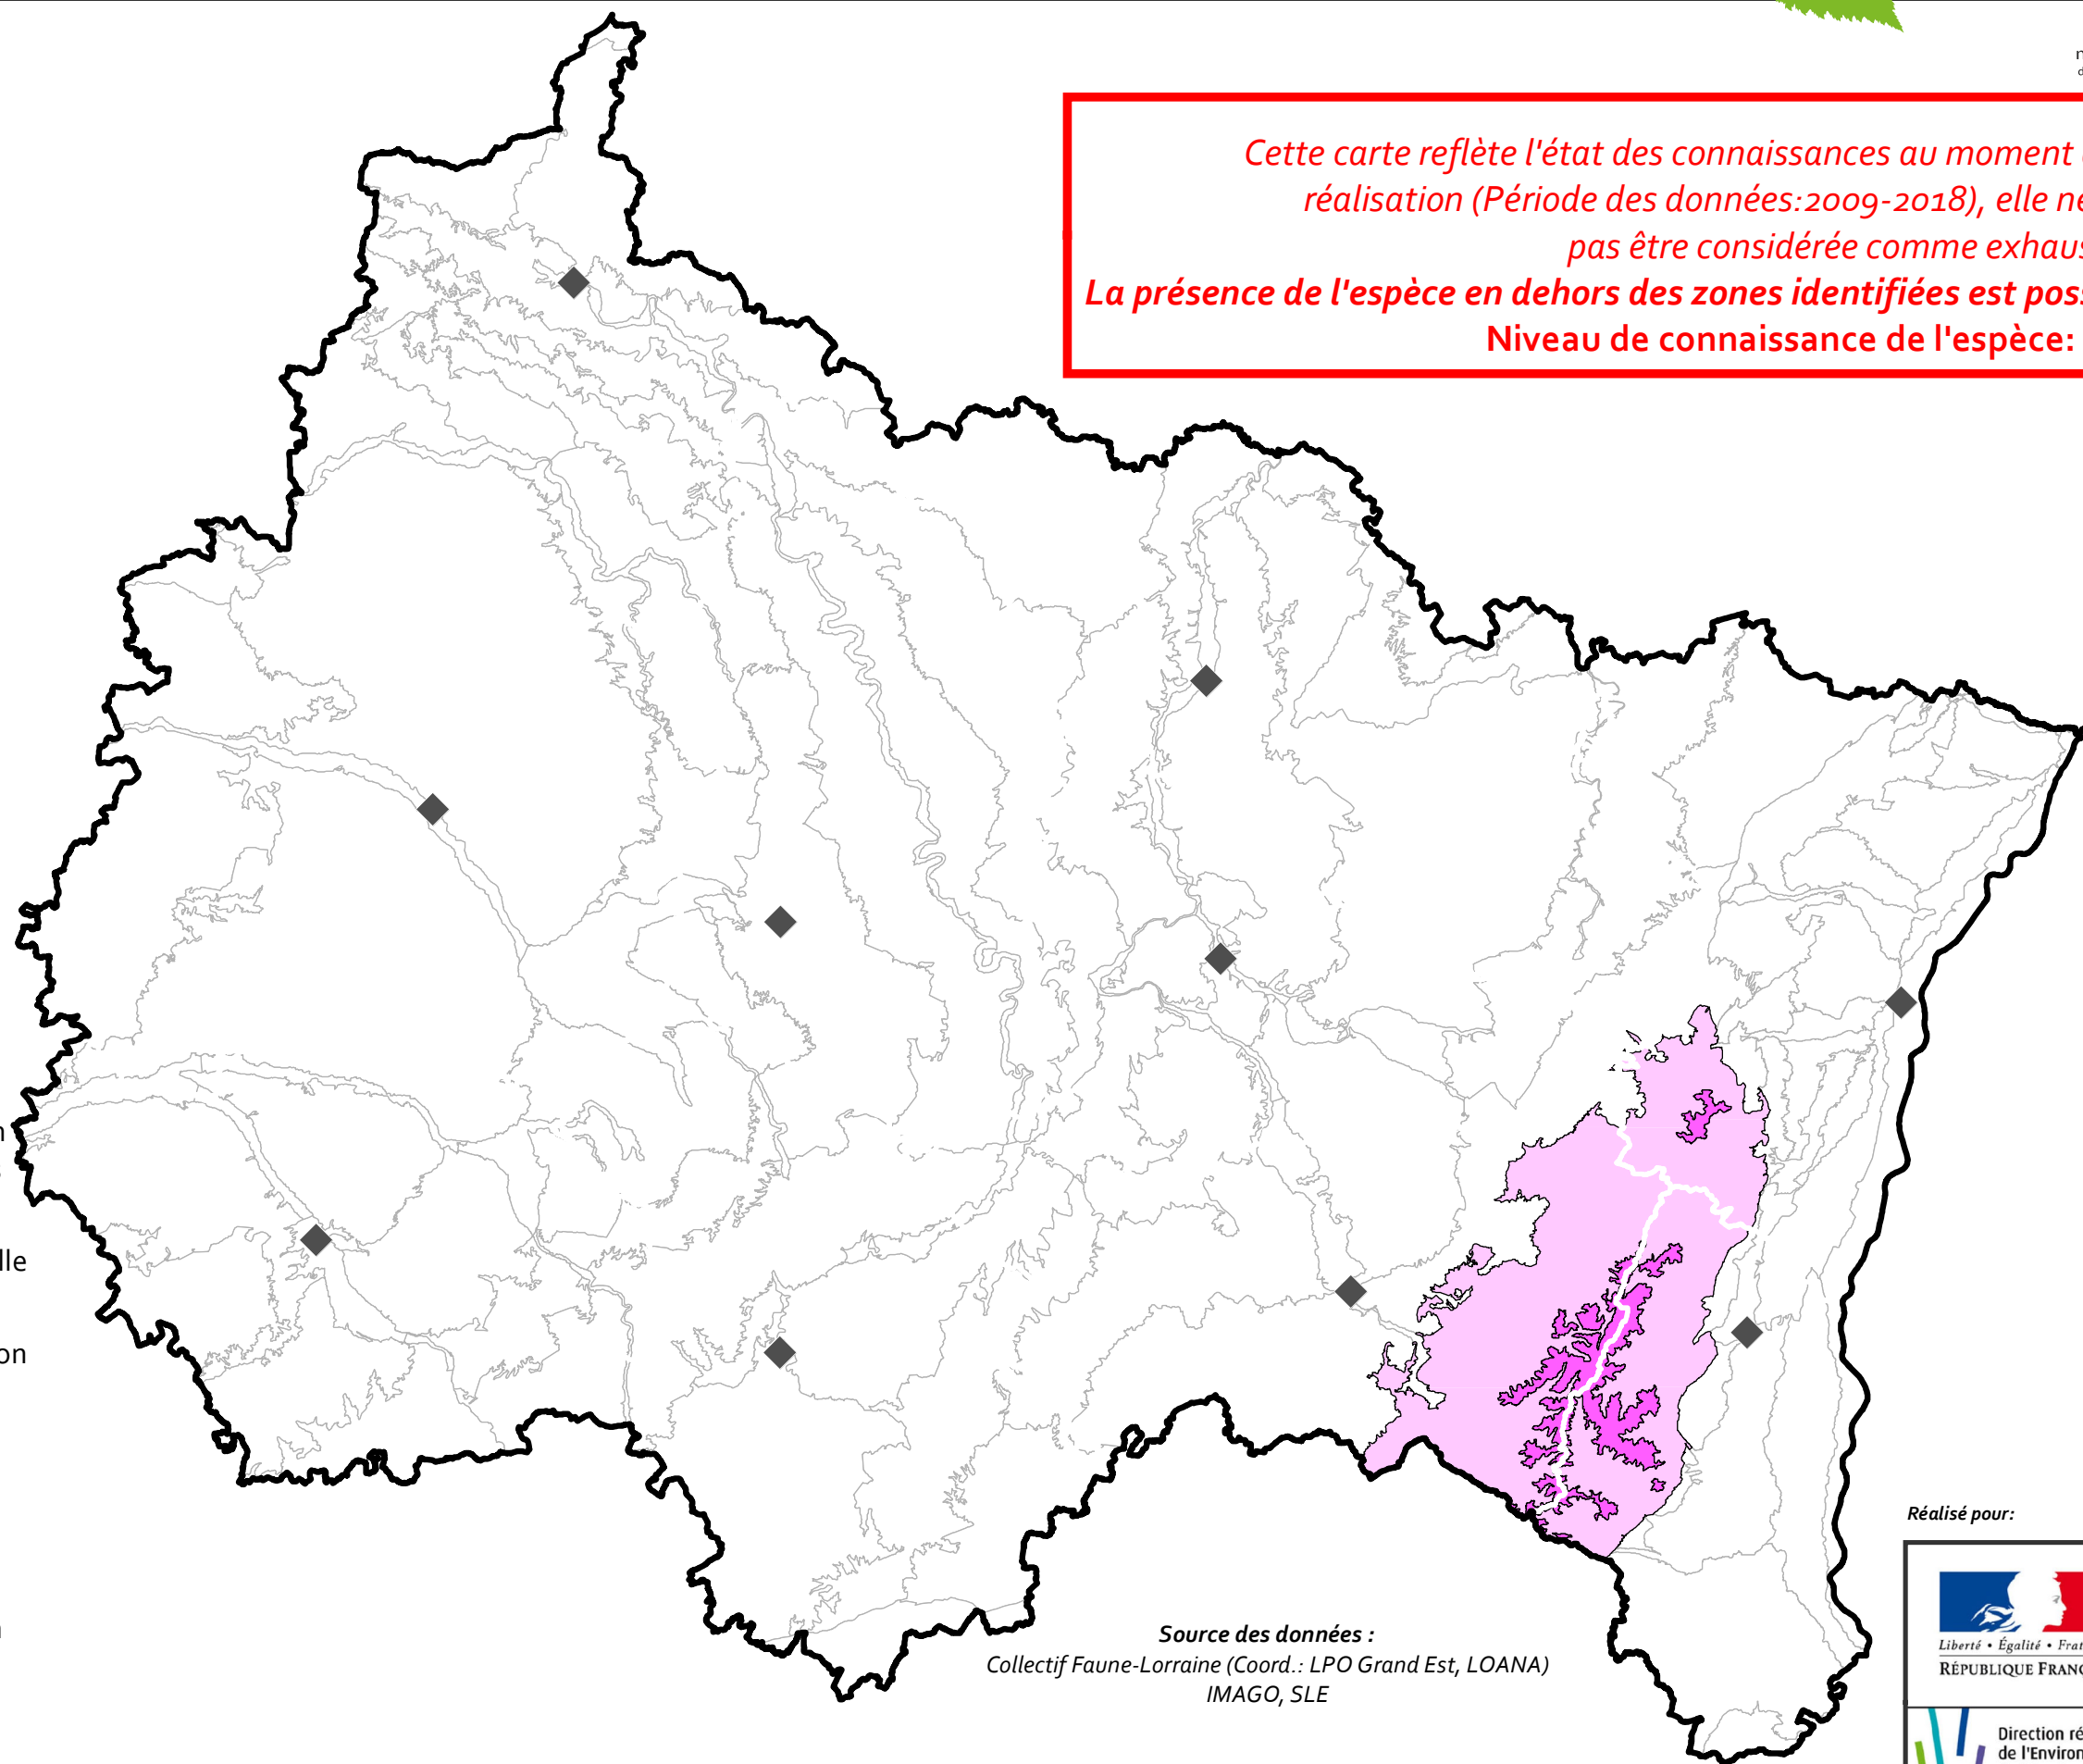 Cette carte reflète l'état des connaissances au moment
réalisation (Période des données:2009-2018), elle ne
pas être considérée comme exhaus
La présence de l'espèce en dehors des zones identifiées est poss
Niveau de connaissance de l'espèce:
n
lle
on
Source des données :
Collectif Faune-Lorraine (Coord.: LPO Grand Est, LOANA)
IMAGO, SLE
Réalisé pour:
Liberté • Égalité • Frat
RÉPUBLIQUE FRANÇ
Direction ré
de l'Environ